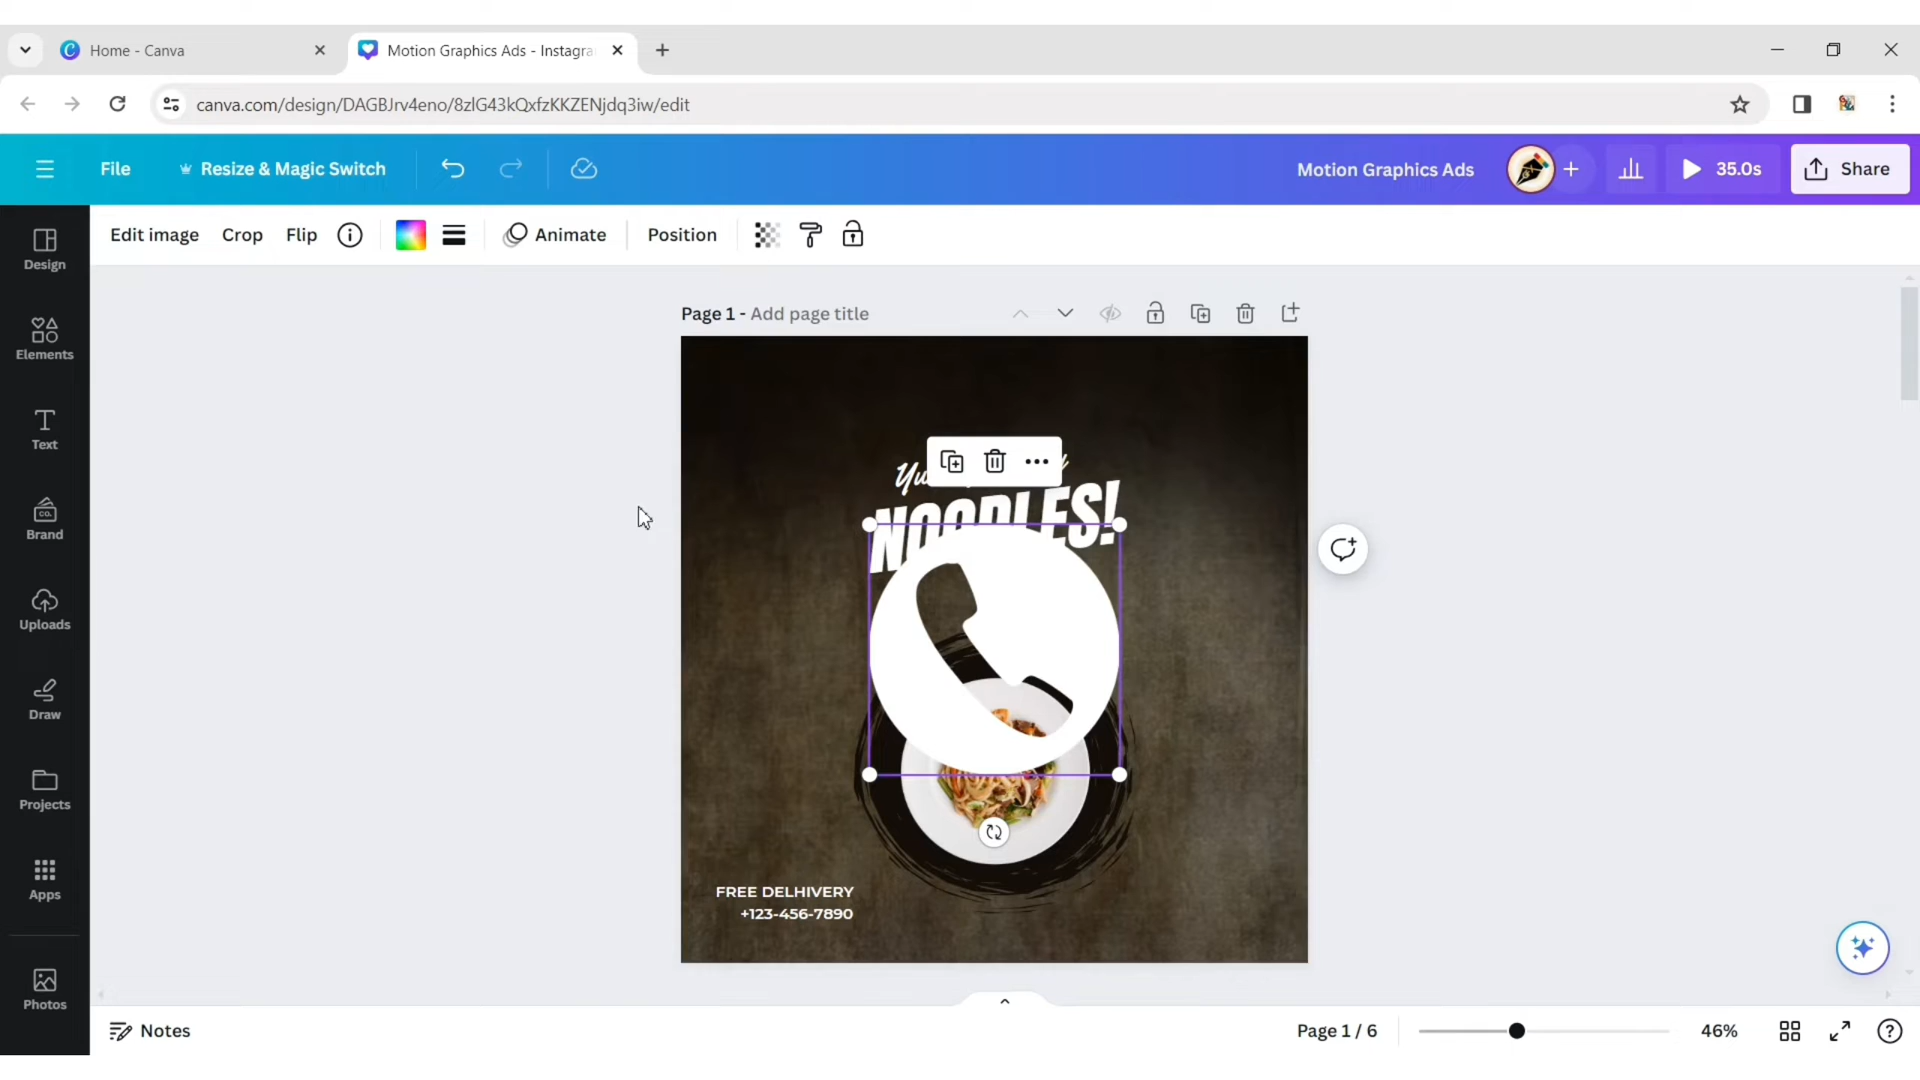 Home - Canva
Motion Graphics Ads - Instagra
canva.com/design/DAGBJrv4eno/8zlG43kQxfzKKZENjdq3iw/edit
File
Resize & Magic Switch
Motion Graphics Ads
35.0s
Share
Edit image
Crop
Flip
Animate
Position
Design
Elements
Text
CO.
Brand
Uploads
Draw
Projects
Apps
Photos
Page 1 - Add page title
NOODLES!
FREE DELHIVERY
+123-456-7890
Notes
Page 1 / 6
46%